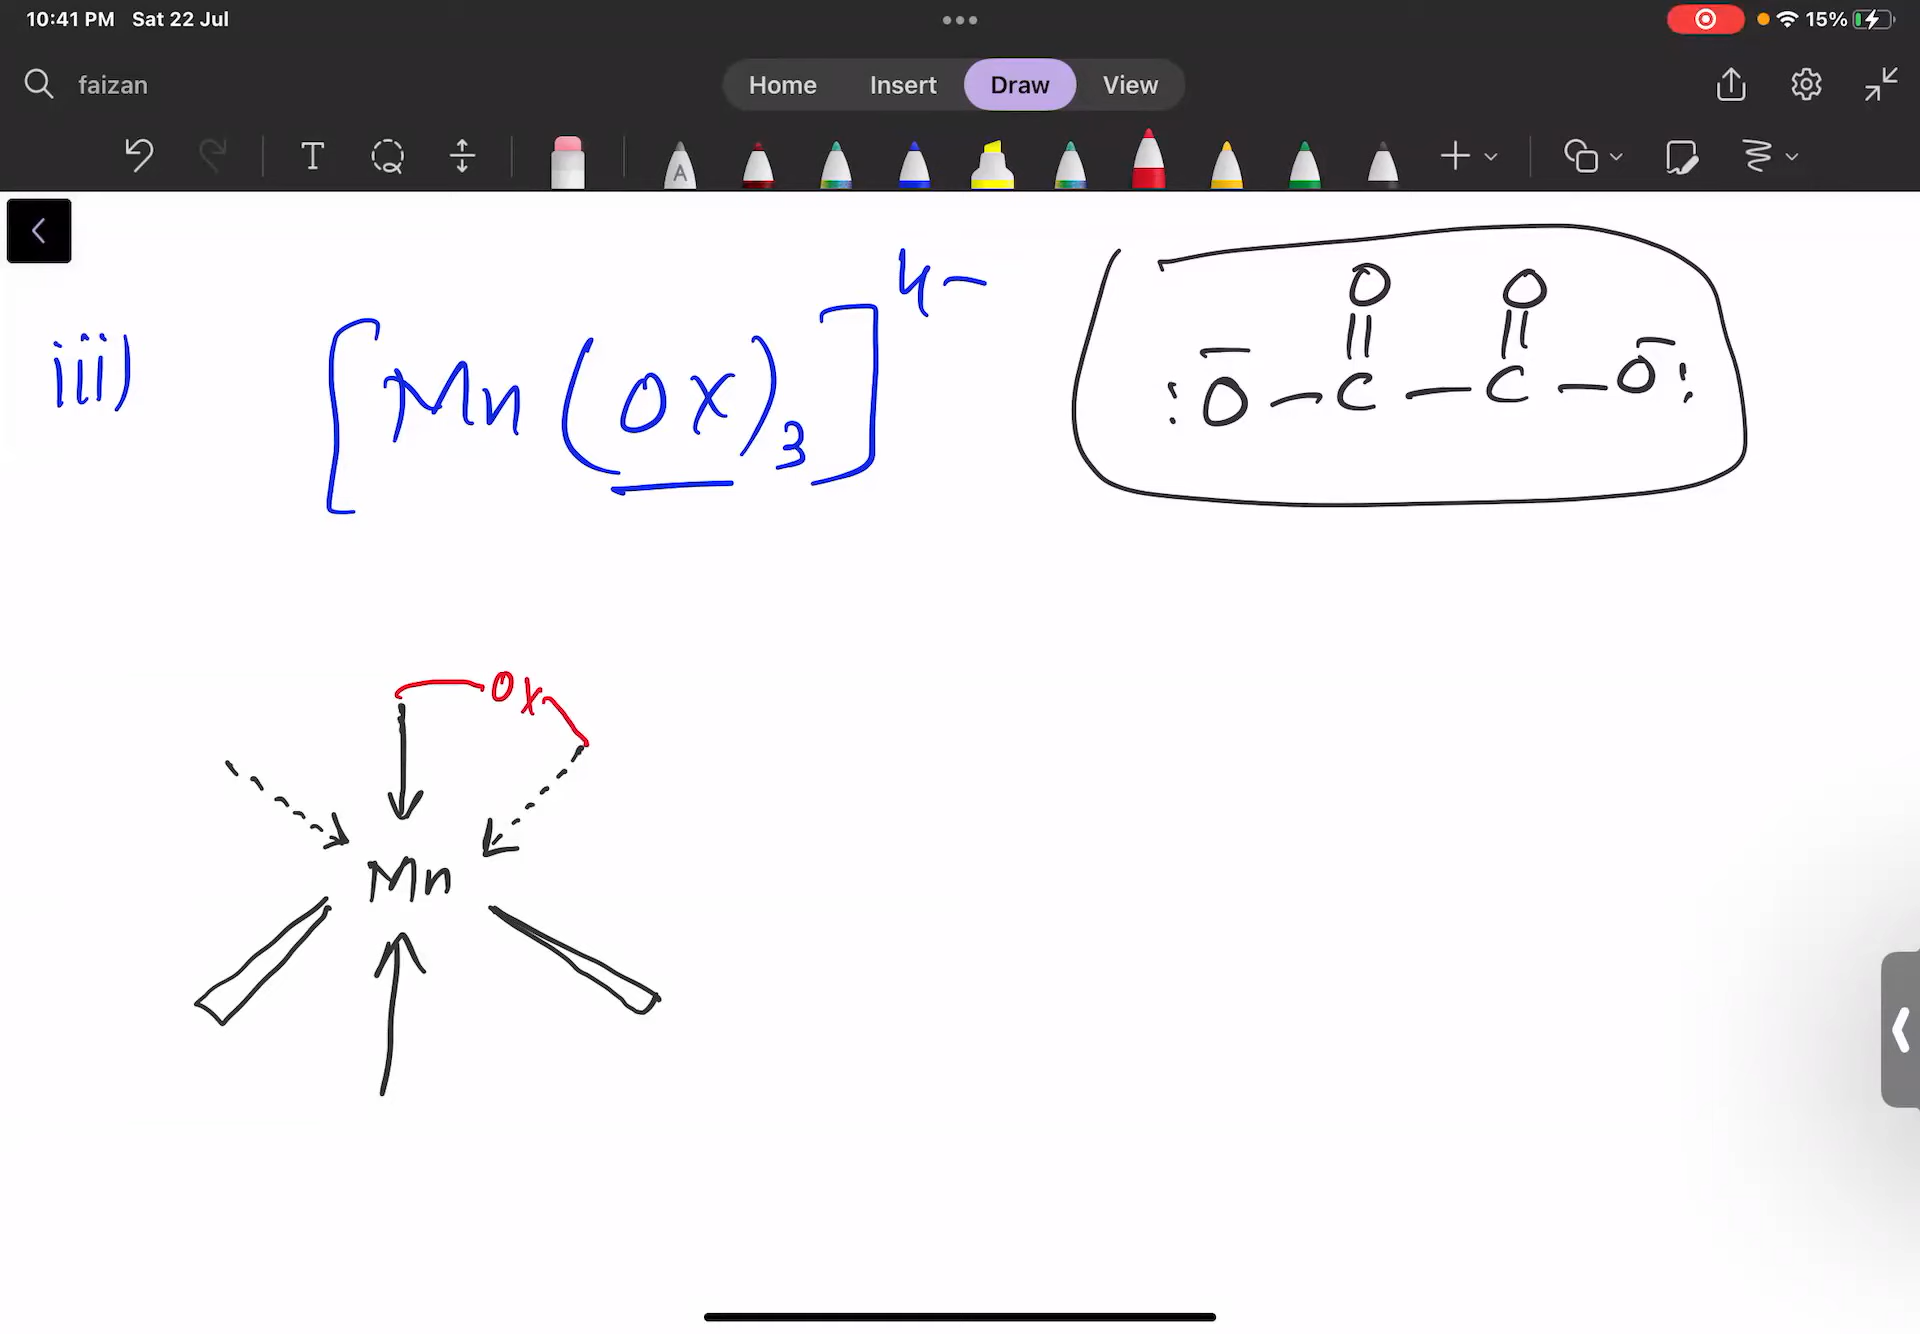 10:41 PM Sat 22 Jul
15%
faizan
Home Insert Draw View
T
A
iii) [Mn(ox)3]4-
O O
|| ||
:O - C - C - O:
ox
Mn